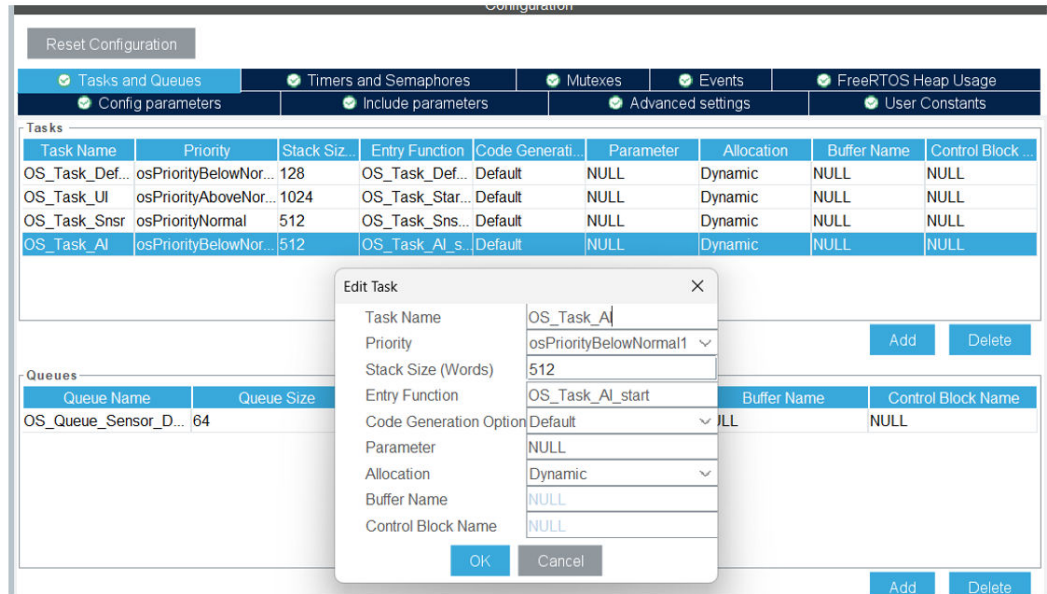 Configuration
Reset Configuration
Tasks and Queues Timers and Semaphores Mutexes Events FreeRTOS Heap Usage
Config parameters Include parameters Advanced settings User Constants
Tasks
Task Name Priority Stack Siz... Entry Function Code Generati... Parameter Allocation Buffer Name Control Block ...
OS_Task_Def... osPriorityBelowNor... 128 OS_Task_Def... Default NULL Dynamic NULL NULL
OS_Task_UI osPriorityAboveNor... 1024 OS_Task_Star... Default NULL Dynamic NULL NULL
OS_Task_Snsr osPriorityNormal 512 OS_Task_Sns... Default NULL Dynamic NULL NULL
OS_Task_AI osPriorityBelowNor... 512 OS_Task_AI_s... Default NULL Dynamic NULL NULL
Edit Task
Task Name OS_Task_AI
Priority osPriorityBelowNormal1
Stack Size (Words) 512
Entry Function OS_Task_AI_start
Code Generation Option Default
Parameter NULL
Allocation Dynamic
Buffer Name NULL
Control Block Name NULL
OK Cancel
Add Delete
Queues
Queue Name Queue Size Buffer Name Control Block Name
OS_Queue_Sensor_D... 64 NULL
Add Delete